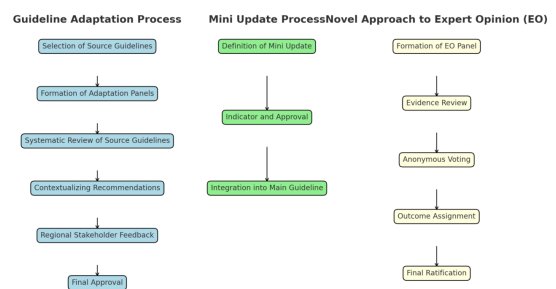 Guideline Adaptation Process
Selection of Source Guidelines
Formation of Adaptation Panels
Systematic Review of Source Guidelines
Contextualizing Recommendations
Regional Stakeholder Feedback
Final Approval
Mini Update Process
Definition of Mini Update
Indicator and Approval
Integration into Main Guideline
Novel Approach to Expert Opinion (EO)
Formation of EO Panel
Evidence Review
Anonymous Voting
Outcome Assignment
Final Ratification